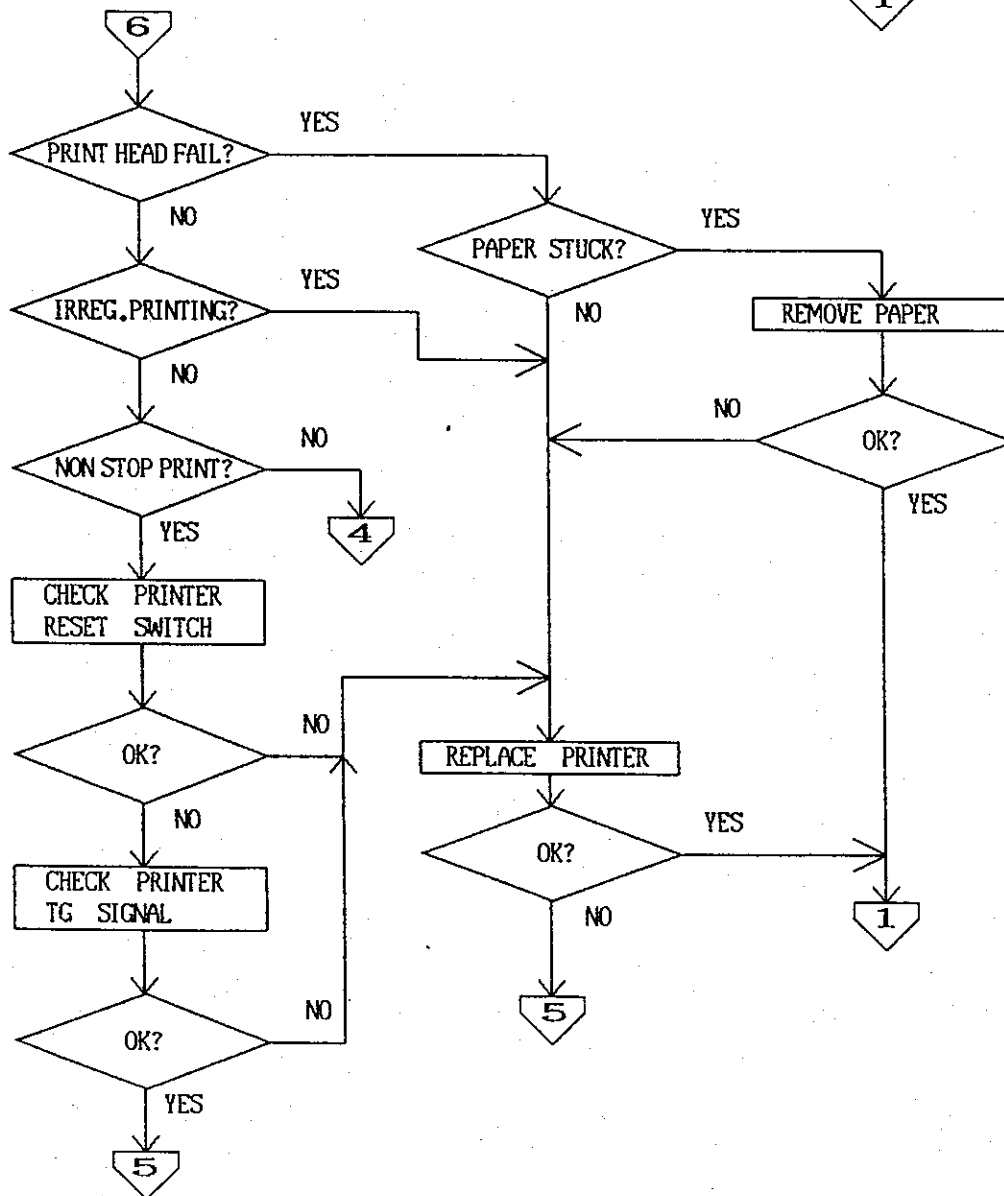 6
1
YES
PRINT HEAD FAIL?
NO
YES
PAPER STUCK?
YES
IRREG.PRINTING?
NO
REMOVE PAPER
NO
NO
NO
OK?
NON STOP PRINT?
YES
4
YES
CHECK PRINTER
RESET SWITCH
NO
OK?
REPLACE PRINTER
NO
YES
OK?
CHECK PRINTER
TG SIGNAL
NO
1
NO
5
OK?
YES
5